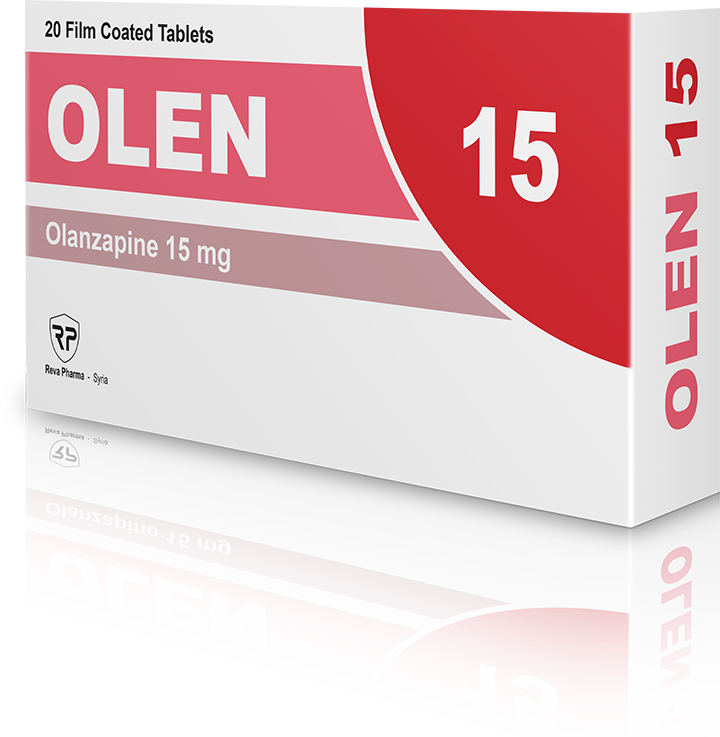 20 Film Coated Tablets
OLEN
15
Olanzapine 15 mg
RP
Reva Pharma - Syria
OLEN 15